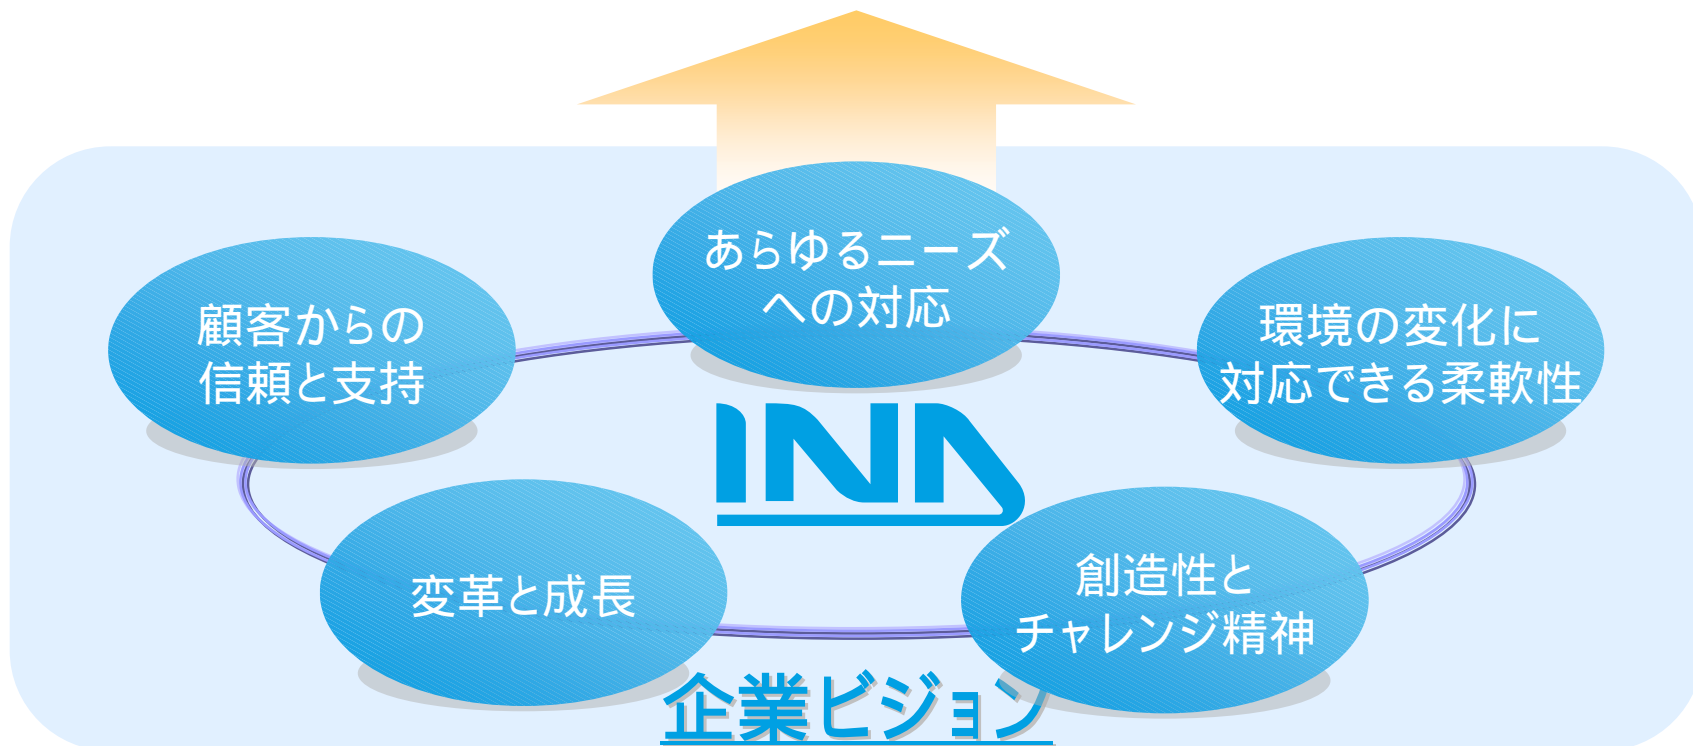 あらゆるニーズ
への対応
顧客からの
信頼と支持
環境の変化に
対応できる柔軟性
INA
変革と成長
創造性と
チャレンジ精神
企業ビジョン